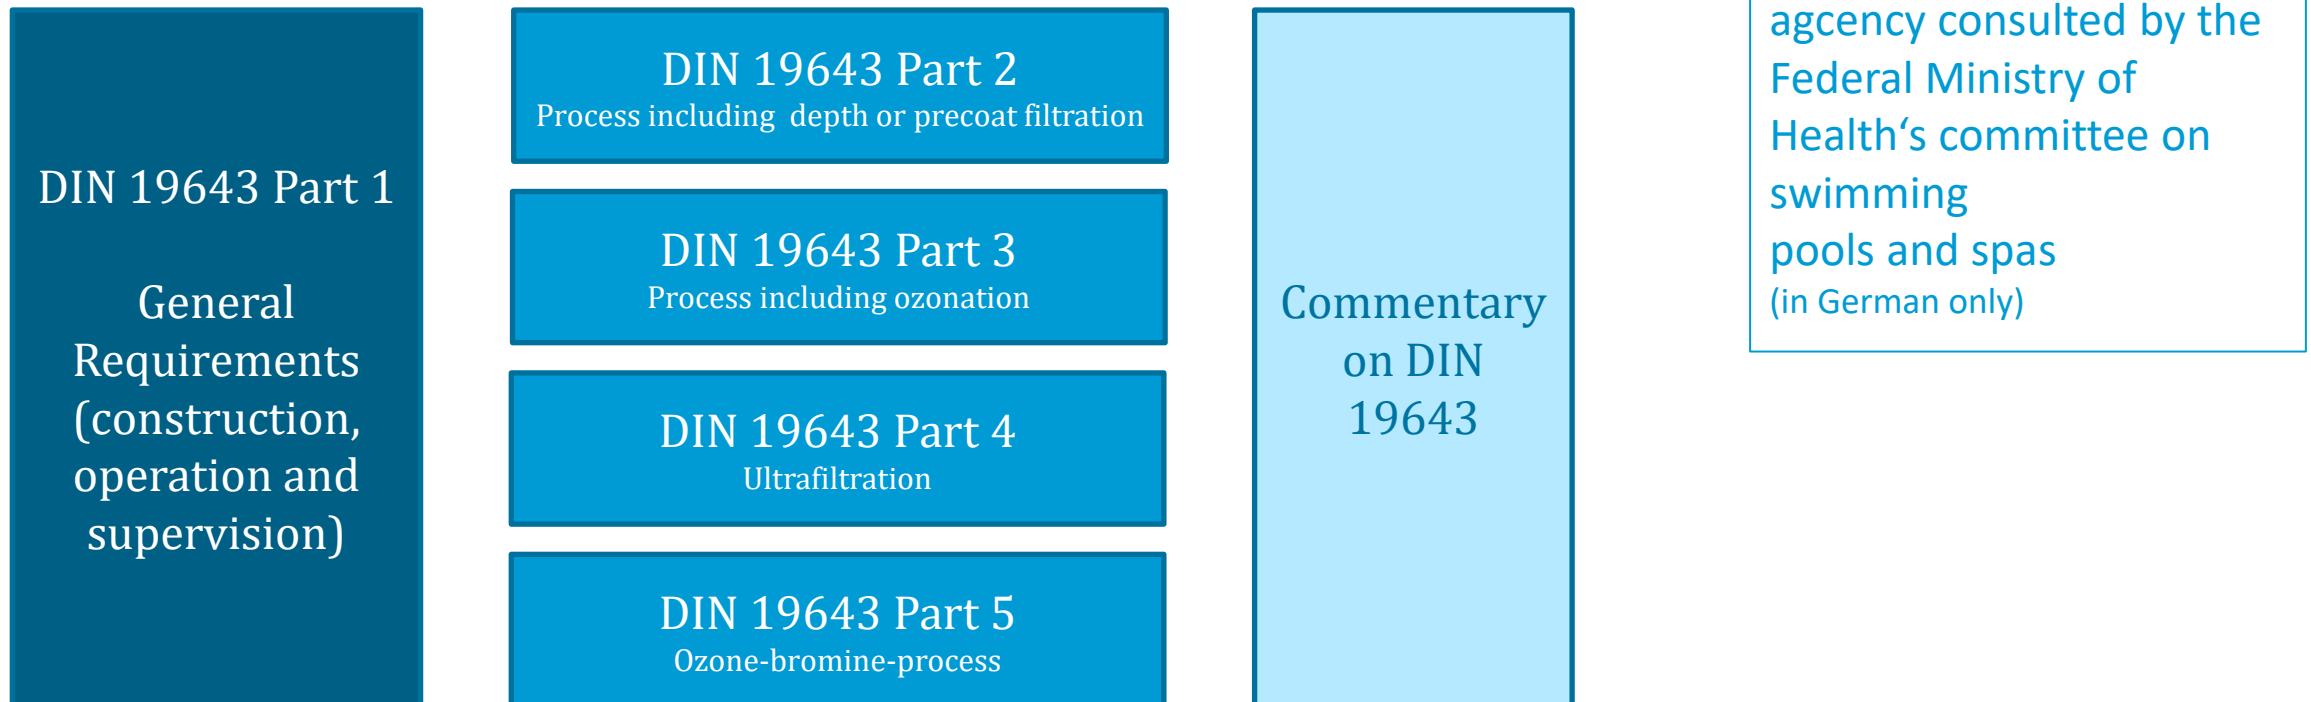 DIN 19643 Part 1
General
Requirements
(construction,
operation and
supervision)
DIN 19643 Part 2
Process including  depth or precoat filtration
DIN 19643 Part 3
Process including ozonation
DIN 19643 Part 4
Ultrafiltration
DIN 19643 Part 5
Ozone-bromine-process
Commentary
on DIN
19643
agcency consulted by the
Federal Ministry of
Health‘s committee on
swimming
pools and spas
(in German only)